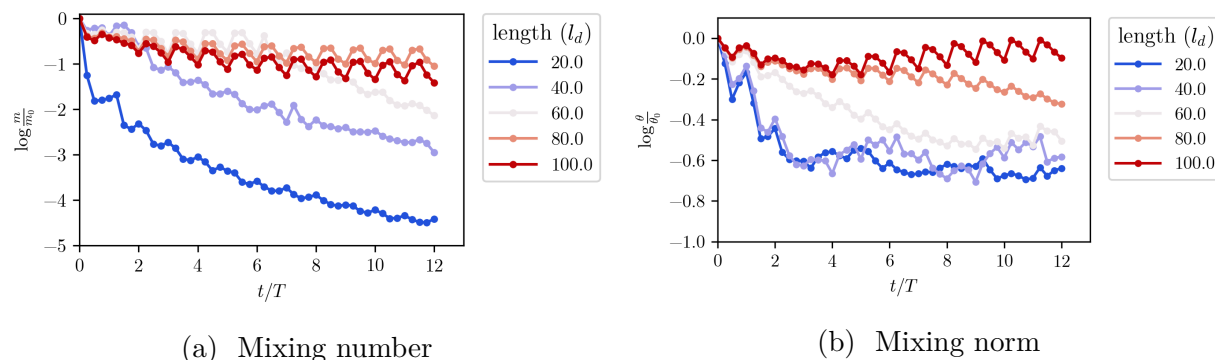 0
−1
−2
−3
−4
−5
log m/m₀
0 2 4 6 8 10 12
t/T
length (l_d)
20.0
40.0
60.0
80.0
100.0
(a) Mixing number
0.0
−0.2
−0.4
−0.6
−0.8
−1.0
log θ/θ₀
0 2 4 6 8 10 12
t/T
length (l_d)
20.0
40.0
60.0
80.0
100.0
(b) Mixing norm